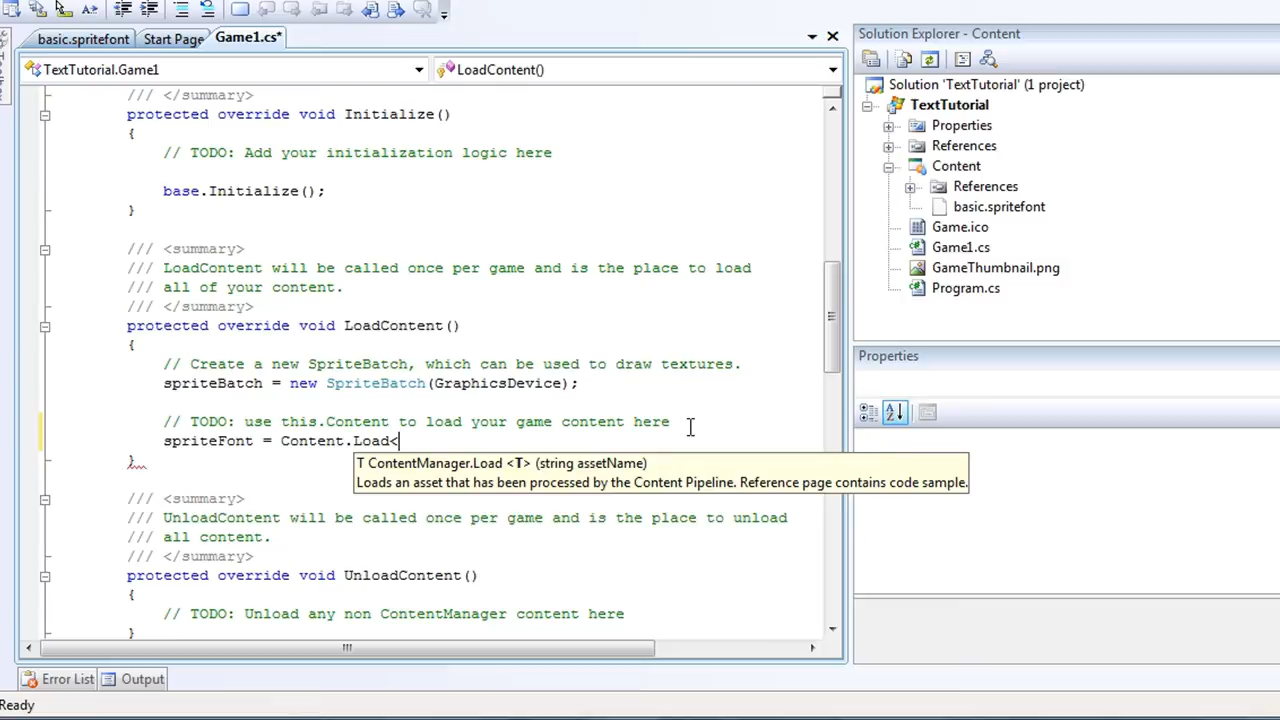 basic.spritefont Start Page Game1.cs*
TextTutorial.Game1 LoadContent()
/// </summary>
protected override void Initialize()
{
// TODO: Add your initialization logic here
base.Initialize();
}
/// <summary>
/// LoadContent will be called once per game and is the place to load
/// all of your content.
/// </summary>
protected override void LoadContent()
{
// Create a new SpriteBatch, which can be used to draw textures.
spriteBatch = new SpriteBatch(GraphicsDevice);
// TODO: use this.Content to load your game content here
spriteFont = Content.Load<
}
T ContentManager.Load <T> (string assetName)
Loads an asset that has been processed by the Content Pipeline. Reference page contains code sample.
/// <summary>
/// UnloadContent will be called once per game and is the place to unload
/// all content.
/// </summary>
protected override void UnloadContent()
{
// TODO: Unload any non ContentManager content here
}
Error List Output
Ready
Solution Explorer - Content
Solution 'TextTutorial' (1 project)
TextTutorial
Properties
References
Content
References
basic.spritefont
Game.ico
Game1.cs
GameThumbnail.png
Program.cs
Properties